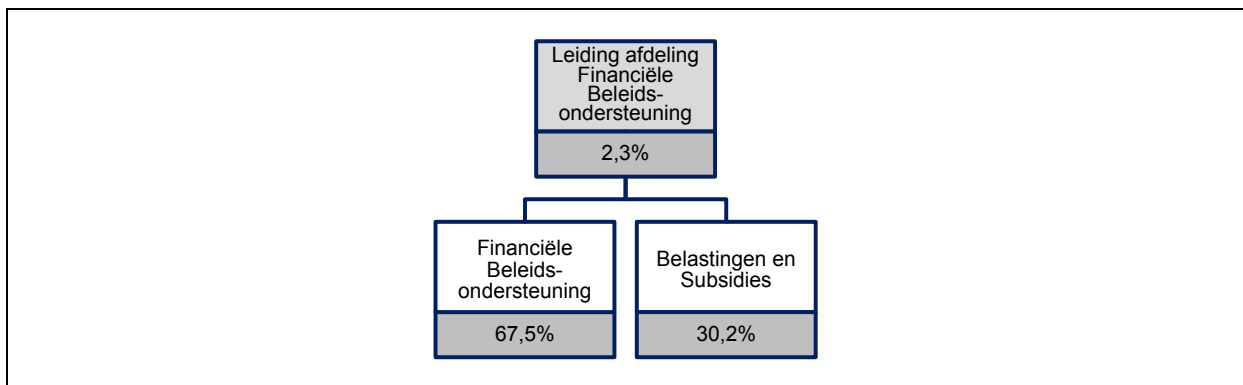 Leiding afdeling
Financiële
Beleids-
ondersteuning
2,3%
Financiële
Beleids-
ondersteuning
67,5%
Belastingen en
Subsidies
30,2%